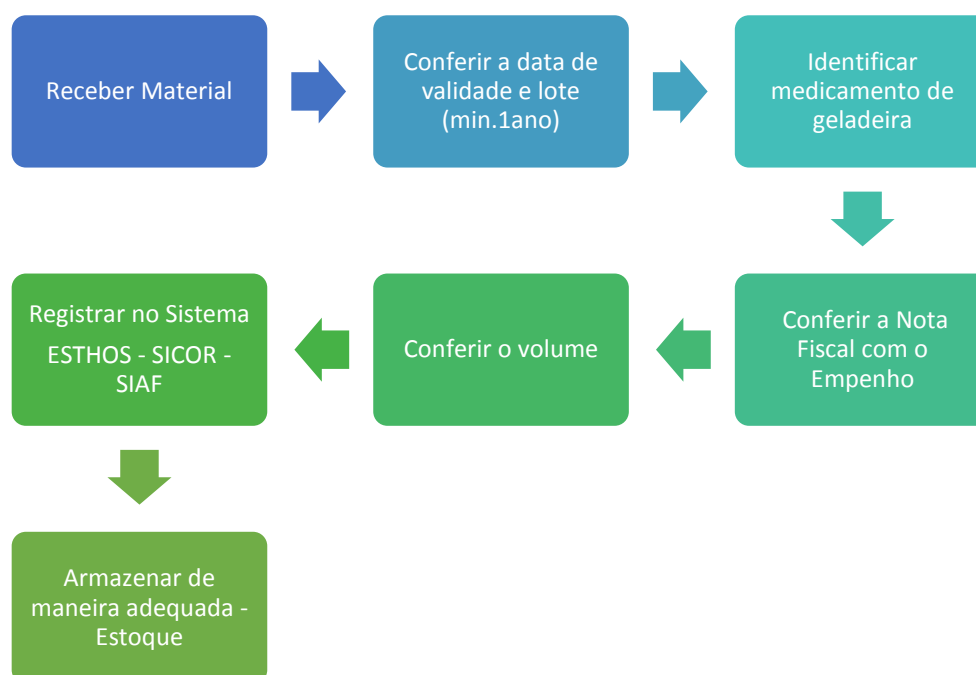 Receber Material
Conferir a data de
validade e lote
(min.1ano)
Identificar
medicamento de
geladeira
Conferir a Nota
Fiscal com o
Empenho
Conferir o volume
Registrar no Sistema
ESTHOS - SICOR -
SIAF
Armazenar de
maneira adequada -
Estoque